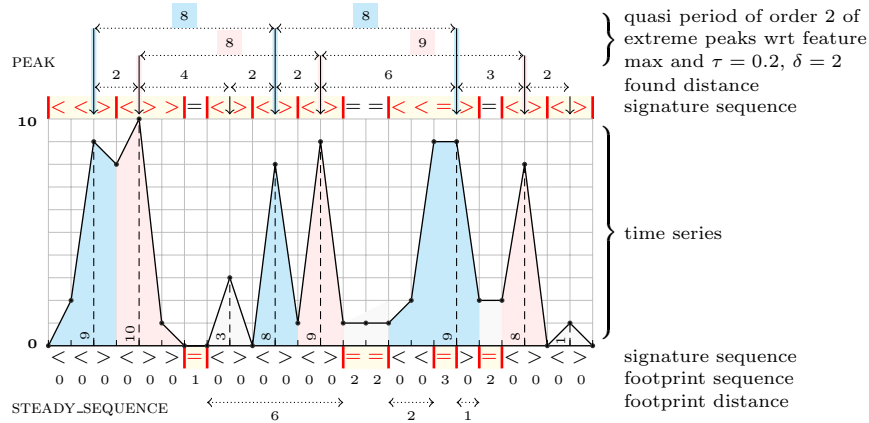 8 8 quasi period of order 2 of
8 9 extreme peaks wrt feature
PEAK max and τ = 0.2, δ = 2
2 4 2 2 6 3 2 found distance
< < > < > > = < > < > < > = = < < = > = < > < > signature sequence
10
time series
9 10 3 8 9 9 8 1
0
< < > < > > = < > < > < > = = < < = > = < > < > signature sequence
0 0 0 0 0 0 1 0 0 0 0 0 0 2 2 0 0 3 0 2 0 0 0 0 footprint sequence
6 2 1 footprint distance
STEADY_SEQUENCE